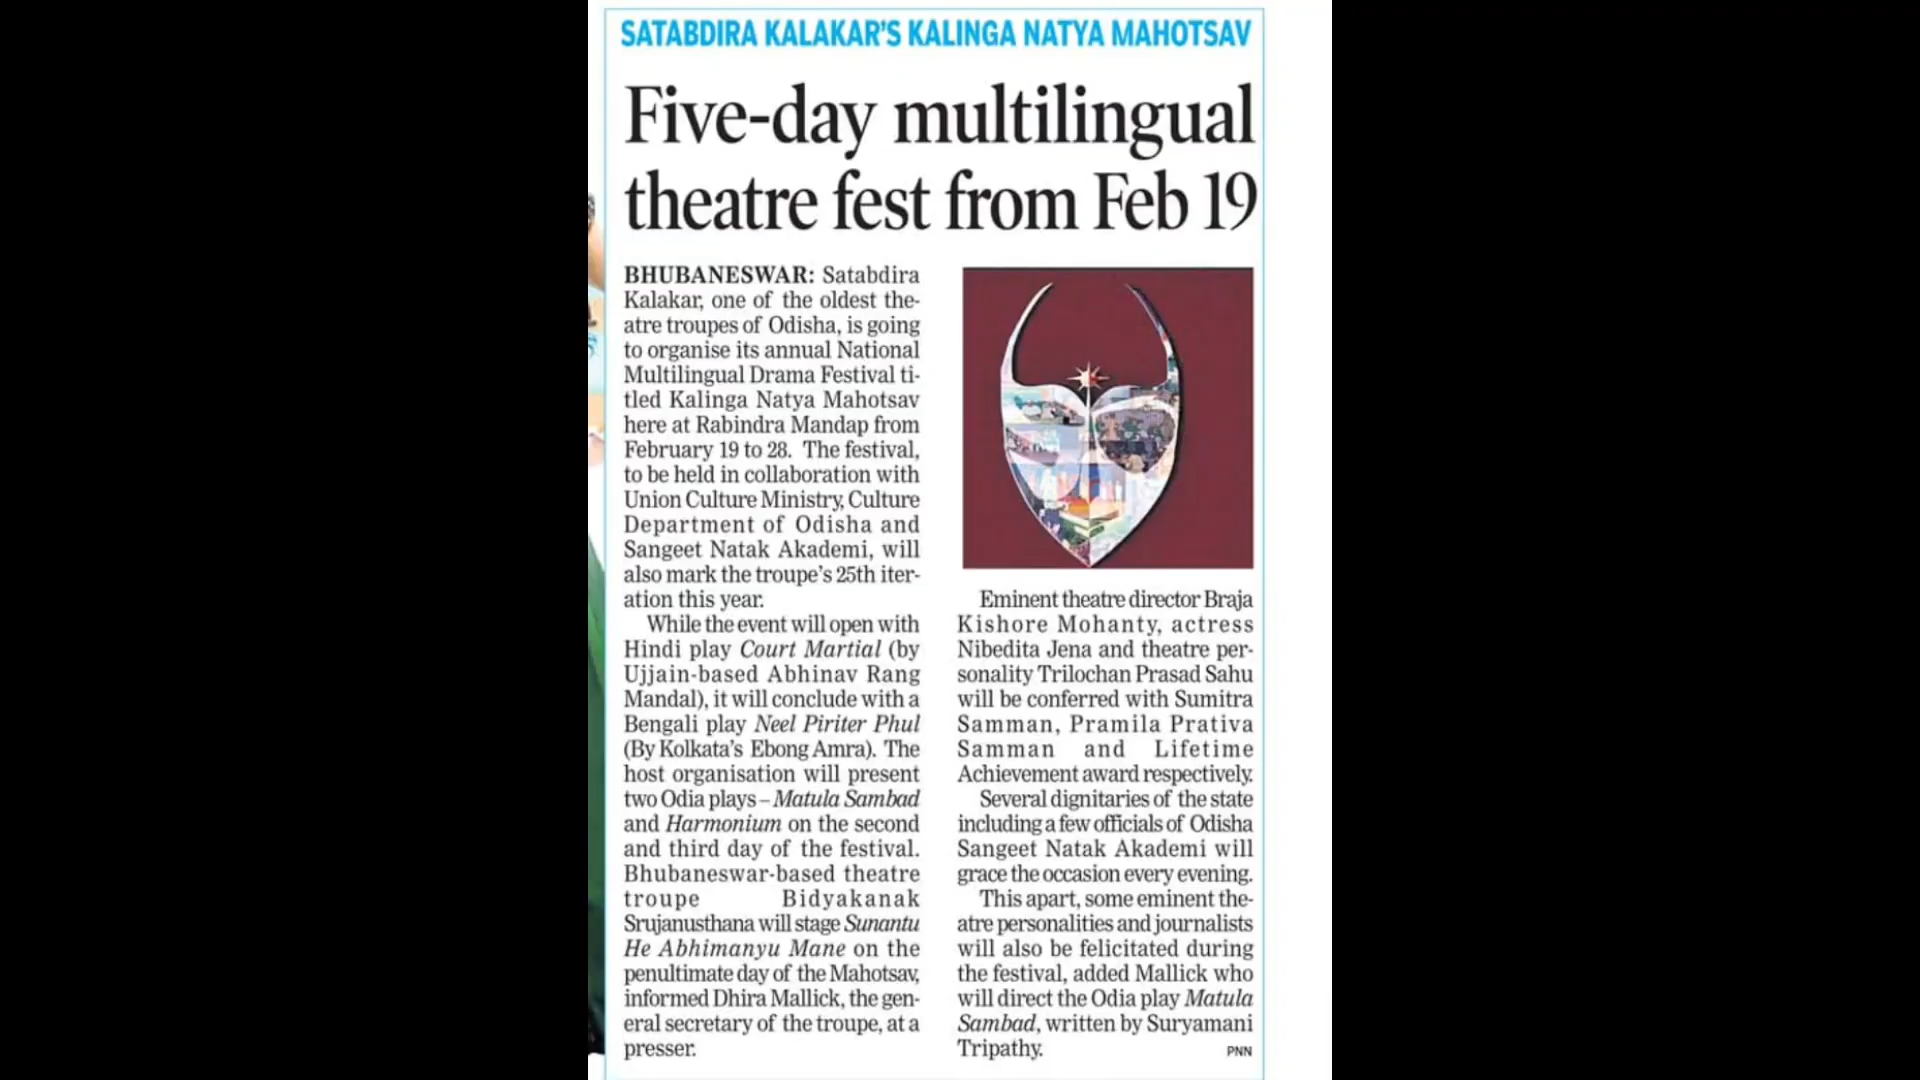 SATABDIRA KALAKAR'S KALINGA NATYA MAHOTSAV
Five-day multilingual
theatre fest from Feb 19
BHUBANESWAR: Satabdira
Kalakar, one of the oldest the-
atre troupes of Odisha, is going
to organise its annual National
Multilingual Drama Festival ti-
tled Kalinga Natya Mahotsav
here at Rabindra Mandap from
February 19 to 28. The festival,
to be held in collaboration with
Union Culture Ministry, Culture
Department of Odisha and
Sangeet Natak Akademi, will
also mark the troupe's 25th iter-
ation this year.
While the event will open with
Hindi play Court Martial (by
Ujjain-based Abhinav Rang
Mandal), it will conclude with a
Bengali play Neel Piriter Phul
(By Kolkata's Ebong Amra). The
host organisation will present
two Odia plays – Matula Sambad
and Harmonium on the second
and third day of the festival.
Bhubaneswar-based theatre
troupe Bidyakanak
Srujanusthana will stage Sunantu
He Abhimanyu Mane on the
penultimate day of the Mahotsav,
informed Dhira Mallick, the gen-
eral secretary of the troupe, at a
presser.
Eminent theatre director Braja
Kishore Mohanty, actress
Nibedita Jena and theatre per-
sonality Trilochan Prasad Sahu
will be conferred with Sumitra
Samman, Pramila Prativa
Samman and Lifetime
Achievement award respectively.
Several dignitaries of the state
including a few officials of Odisha
Sangeet Natak Akademi will
grace the occasion every evening.
This apart, some eminent the-
atre personalities and journalists
will also be felicitated during
the festival, added Mallick who
will direct the Odia play Matula
Sambad, written by Suryamani
Tripathy. PNN